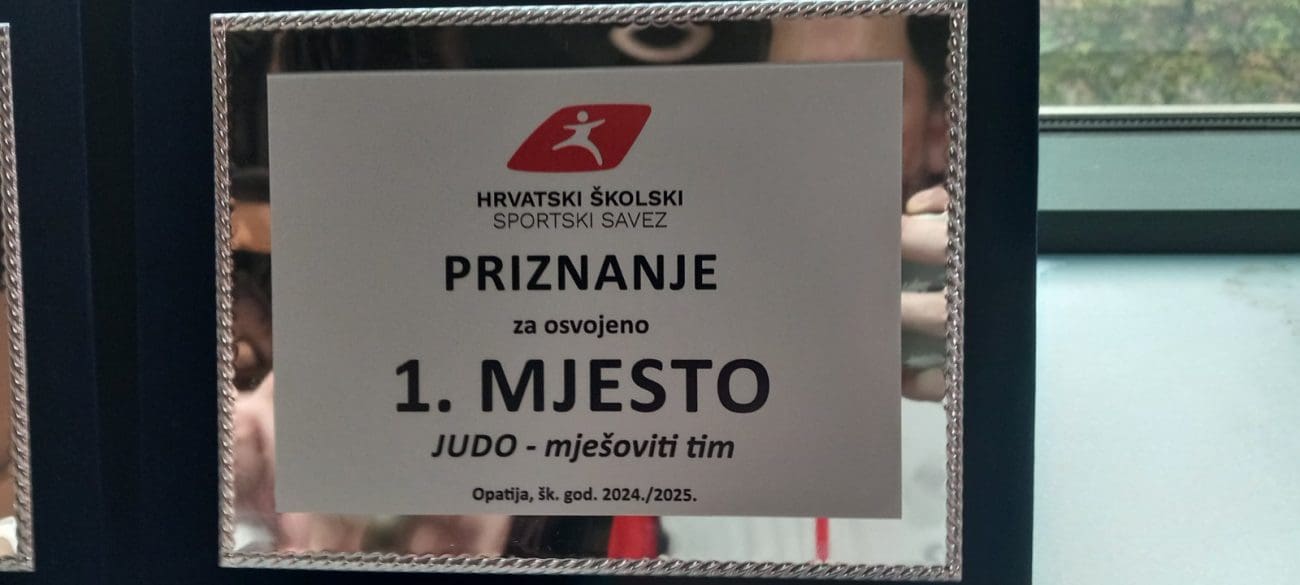 HRVATSKI ŠKOLSKI
SPORTSKI SAVEZ
PRIZNANJE
za osvojeno
1. MJESTO
JUDO - mješoviti tim
Opatija, šk. god. 2024./2025.